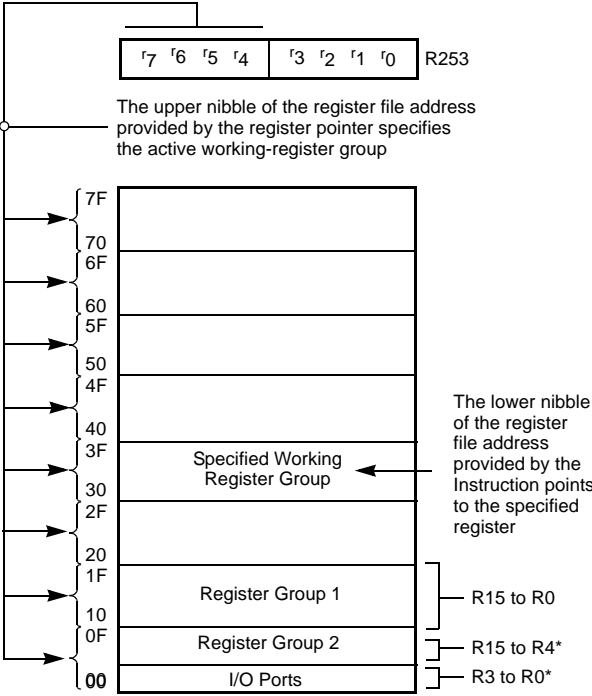 r7 r6 r5 r4 r3 r2 r1 r0 R253
The upper nibble of the register file address
provided by the register pointer specifies
the active working-register group
7F
70
6F
60
5F
50
4F
40
3F
30
2F
20
1F
10
0F
00
Specified Working
Register Group
The lower nibble
of the register
file address
provided by the
Instruction points
to the specified
register
Register Group 1
R15 to R0
Register Group 2
R15 to R4*
I/O Ports
R3 to R0*